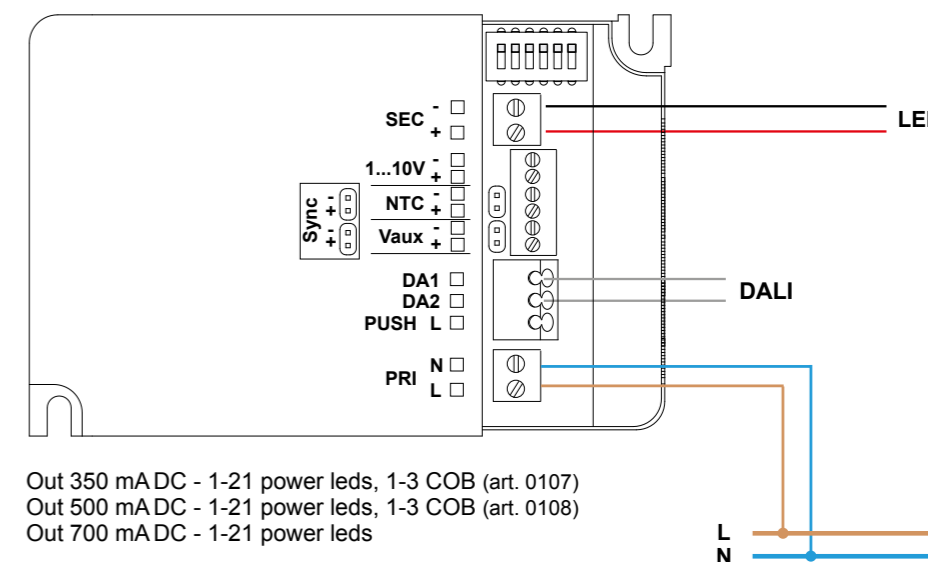 SEC -
+
LE
1...10V -
+
NTC -
+
Vaux -
+
Sync + -
+ -
DA1
DA2
PUSH L
DALI
PRI N
L
Out 350 mA DC - 1-21 power leds, 1-3 COB (art. 0107)
Out 500 mA DC - 1-21 power leds, 1-3 COB (art. 0108)
Out 700 mA DC - 1-21 power leds
L
N